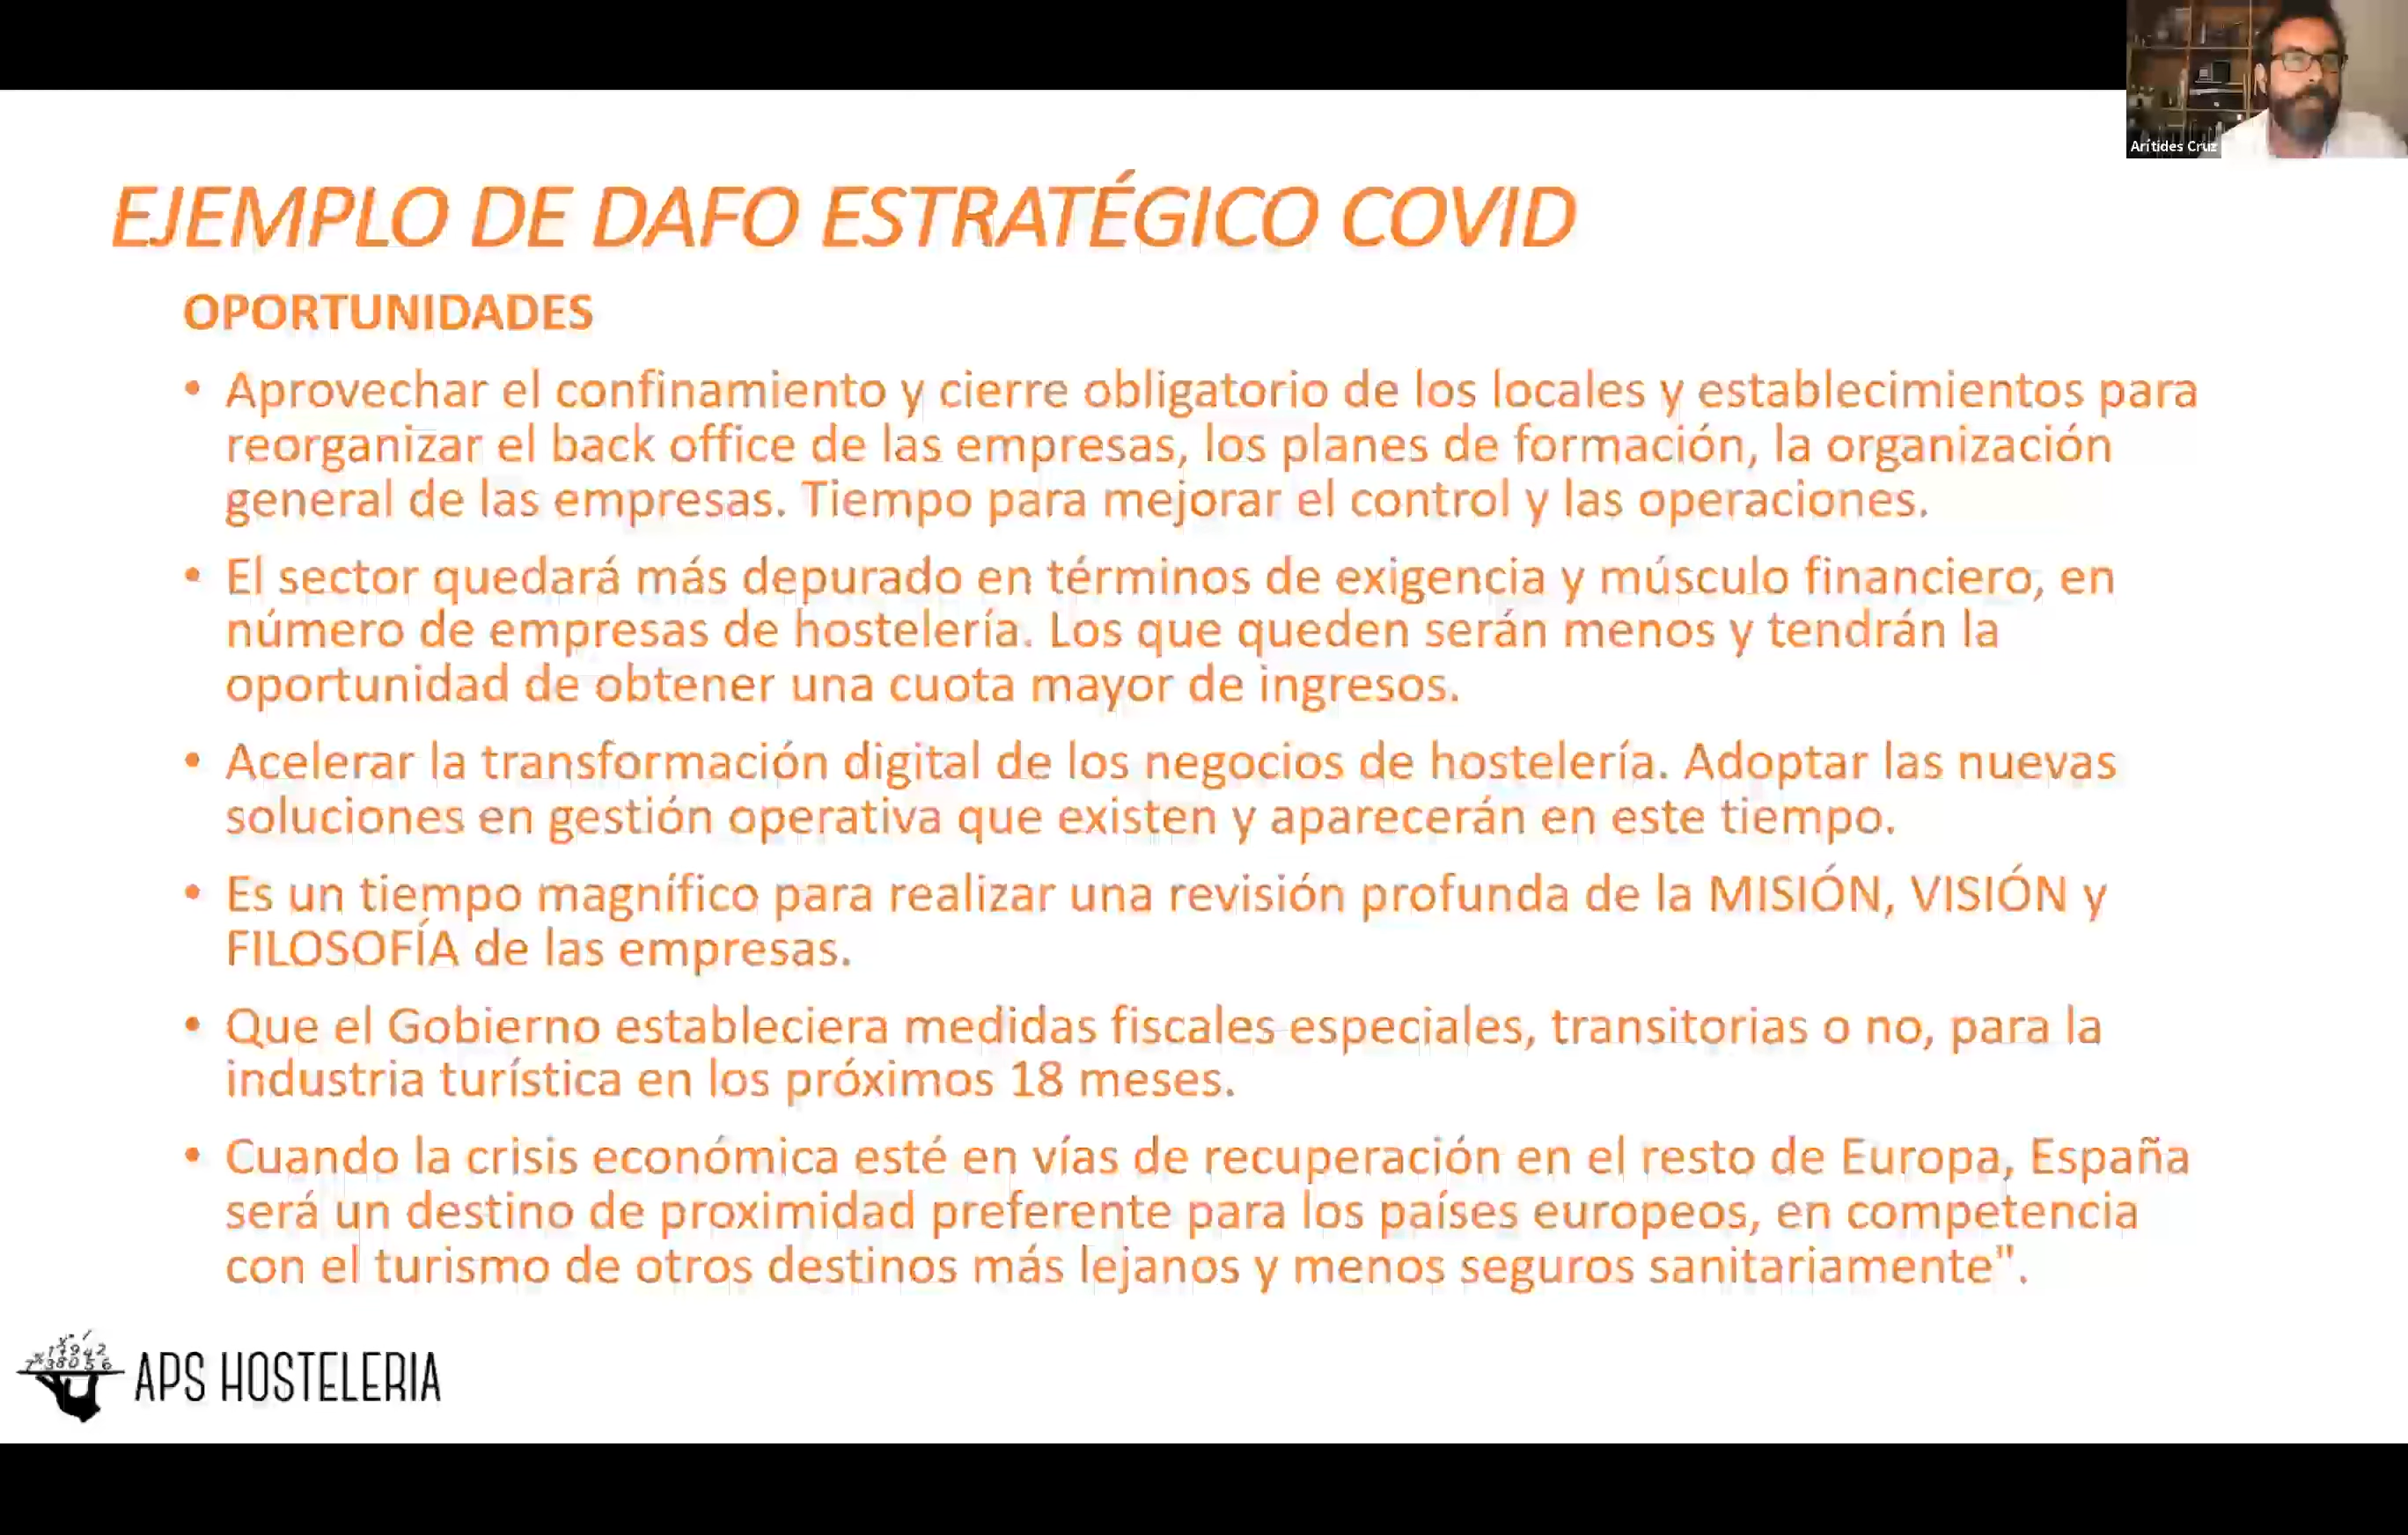 Arítides Cruz
EJEMPLO DE DAFO ESTRATÉGICO COVID
OPORTUNIDADES
• Aprovechar el confinamiento y cierre obligatorio de los locales y establecimientos para
reorganizar el back office de las empresas, los planes de formación, la organización
general de las empresas. Tiempo para mejorar el control y las operaciones.
• El sector quedará más depurado en términos de exigencia y músculo financiero, en
número de empresas de hostelería. Los que queden serán menos y tendrán la
oportunidad de obtener una cuota mayor de ingresos.
• Acelerar la transformación digital de los negocios de hostelería. Adoptar las nuevas
soluciones en gestión operativa que existen y aparecerán en este tiempo.
• Es un tiempo magnífico para realizar una revisión profunda de la MISIÓN, VISIÓN y
FILOSOFÍA de las empresas.
• Que el Gobierno estableciera medidas fiscales especiales, transitorias o no, para la
industria turística en los próximos 18 meses.
• Cuando la crisis económica esté en vías de recuperación en el resto de Europa, España
será un destino de proximidad preferente para los países europeos, en competencia
con el turismo de otros destinos más lejanos y menos seguros sanitariamente".
APS HOSTELERIA